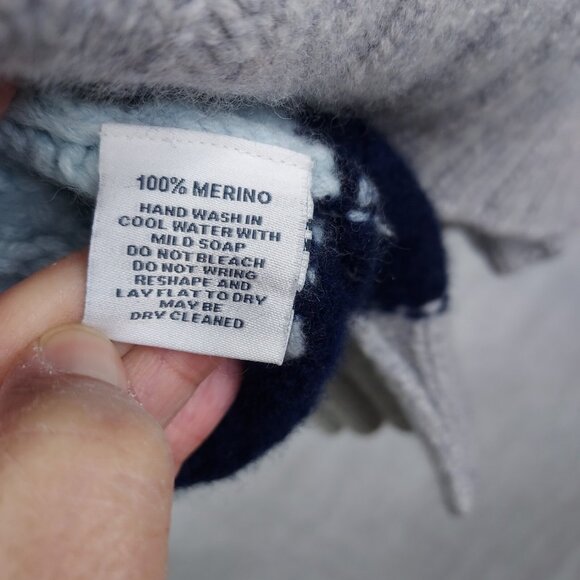 100% MERINO
HAND WASH IN
COOL WATER WITH
MILD SOAP
DO NOT BLEACH
DO NOT WRING
RESHAPE AND
LAY FLAT TO DRY
MAY BE
DRY CLEANED